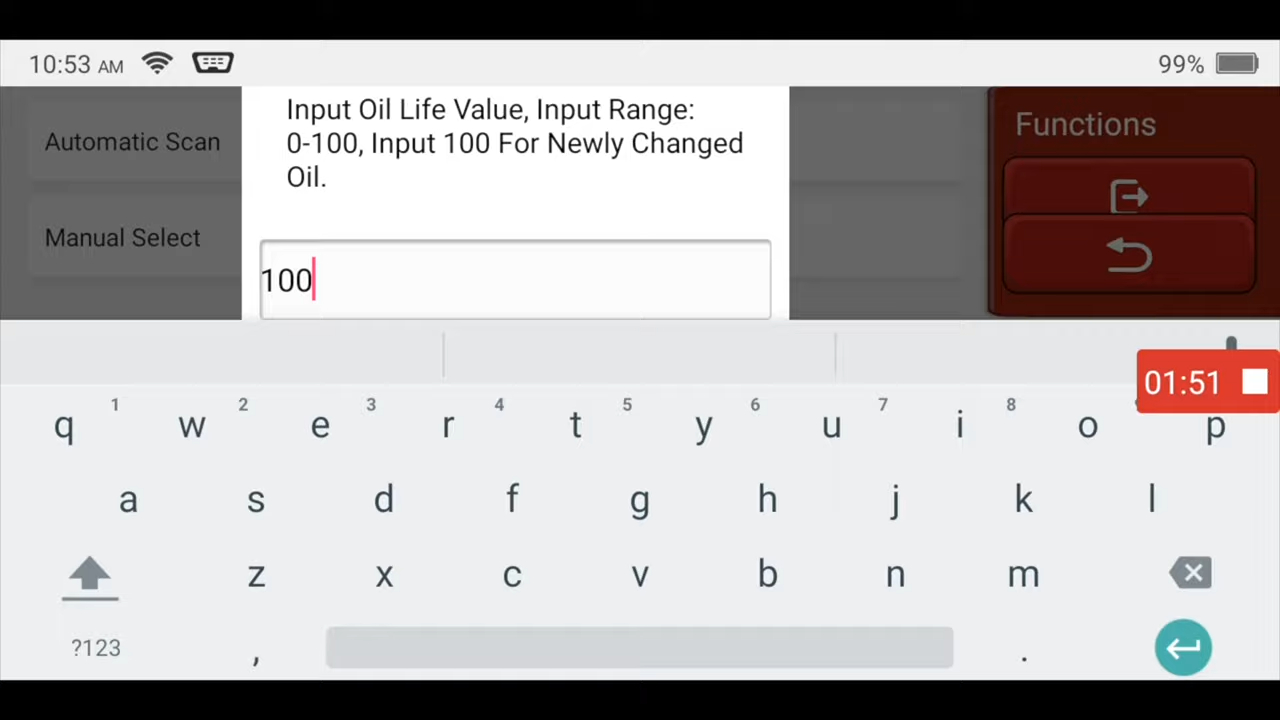 10:53 AM
99%
Input Oil Life Value, Input Range:
0-100, Input 100 For Newly Changed
Oil.
Automatic Scan
Functions
Manual Select
100
01:51
1 2 3 4 5 6 7 8
q w e r t y u i o p
a s d f g h j k l
z x c v b n m
?123 , .